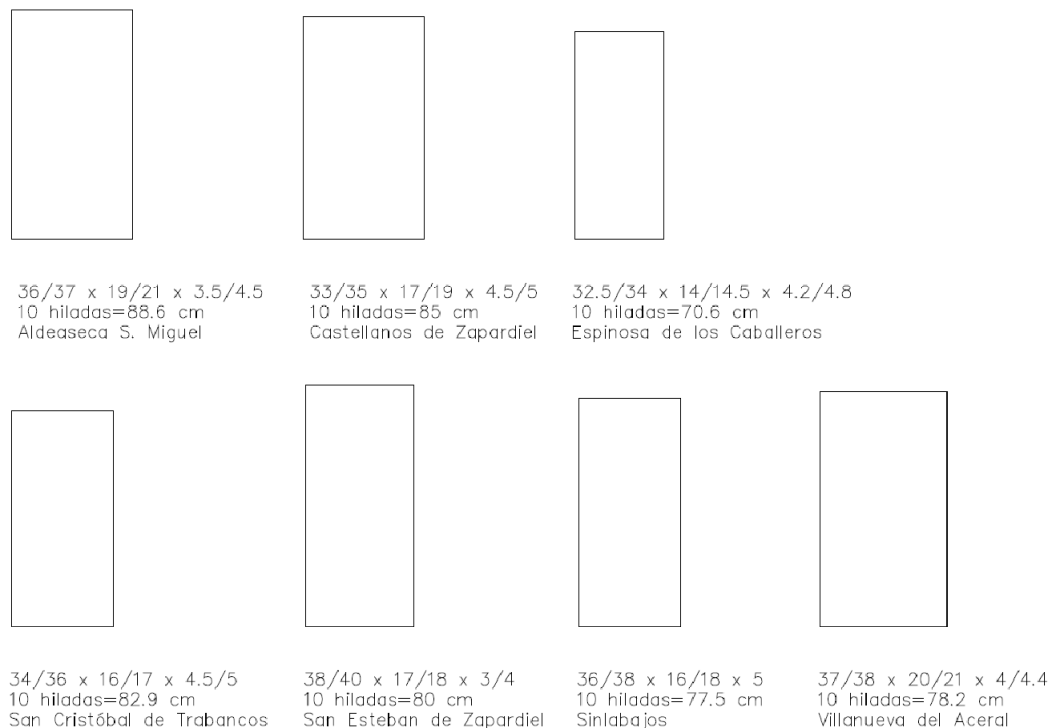 36/37 x 19/21 x 3.5/4.5
10 hiladas=88.6 cm
Aldeaseca S. Miguel
33/35 x 17/19 x 4.5/5
10 hiladas=85 cm
Castellanos de Zapardiel
32.5/34 x 14/14.5 x 4.2/4.8
10 hiladas=70.6 cm
Espinosa de los Caballeros
34/36 x 16/17 x 4.5/5
10 hiladas=82.9 cm
San Cristóbal de Trabancos
38/40 x 17/18 x 3/4
10 hiladas=80 cm
San Esteban de Zapardiel
36/38 x 16/18 x 5
10 hiladas=77.5 cm
Sinlabajos
37/38 x 20/21 x 4/4.4
10 hiladas=78.2 cm
Villanueva del Aceral